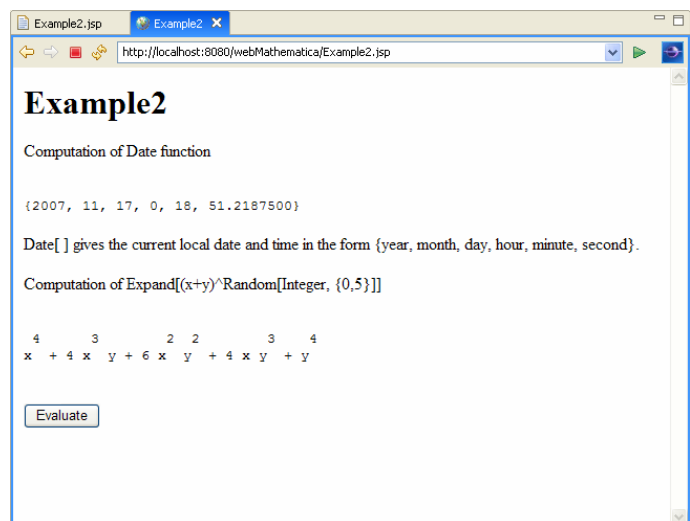 Example2.jsp
Example2
http://localhost:8080/webMathematica/Example2.jsp
Example2
Computation of Date function
{2007, 11, 17, 0, 18, 51.2187500}
Date[ ] gives the current local date and time in the form {year, month, day, hour, minute, second}.
Computation of Expand[(x+y)^Random[Integer, {0,5}]]
 4      3        2  2        3    4
x  + 4 x  y + 6 x  y  + 4 x y  + y
Evaluate